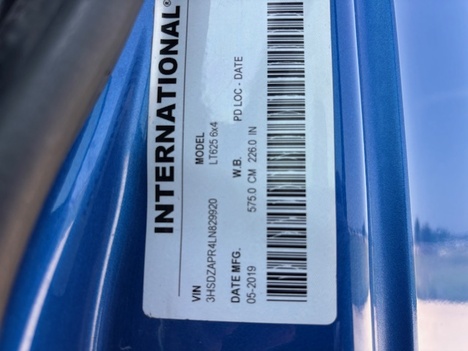 INTERNATIONAL®
VIN MODEL
3HSDZAPR4LN829920 LT625 6x4
DATE MFG. W.B. PD LOC - DATE
05-2019 575.0 CM 226.0 IN